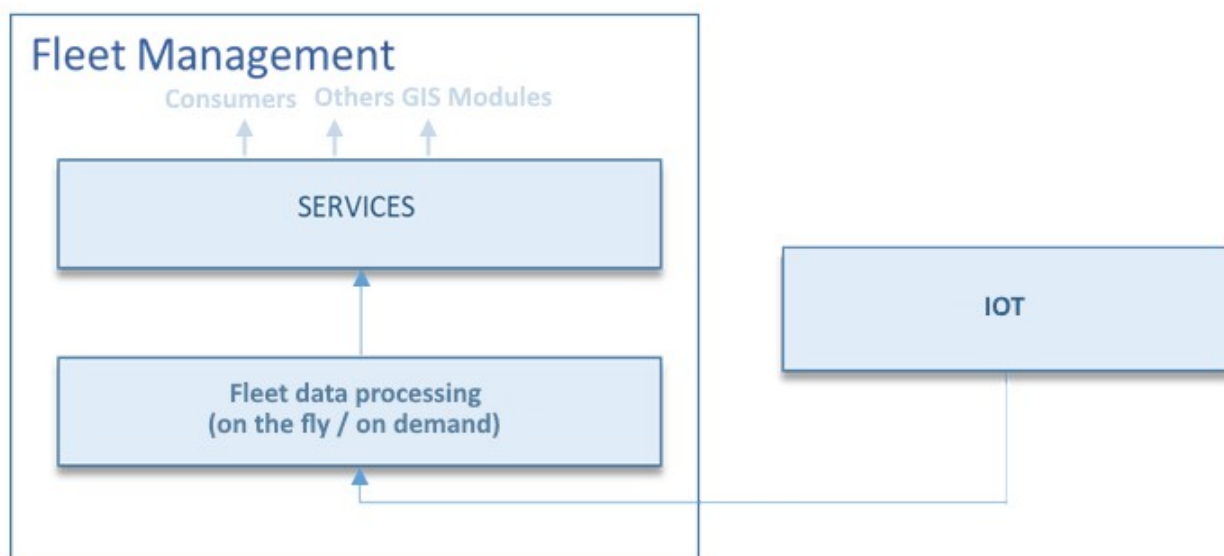 Fleet Management
Consumers Others GIS Modules
SERVICES
IOT
Fleet data processing
(on the fly / on demand)